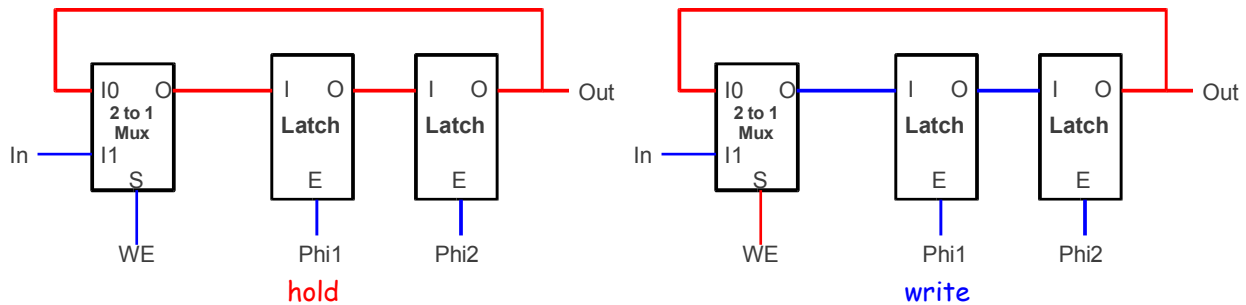 I0 O
2 to 1
Mux
In
I1
S
WE
I O
Latch
E
Phi1
I O
Latch
E
Phi2
Out
hold
I0 O
2 to 1
Mux
In
I1
S
WE
I O
Latch
E
Phi1
I O
Latch
E
Phi2
Out
write